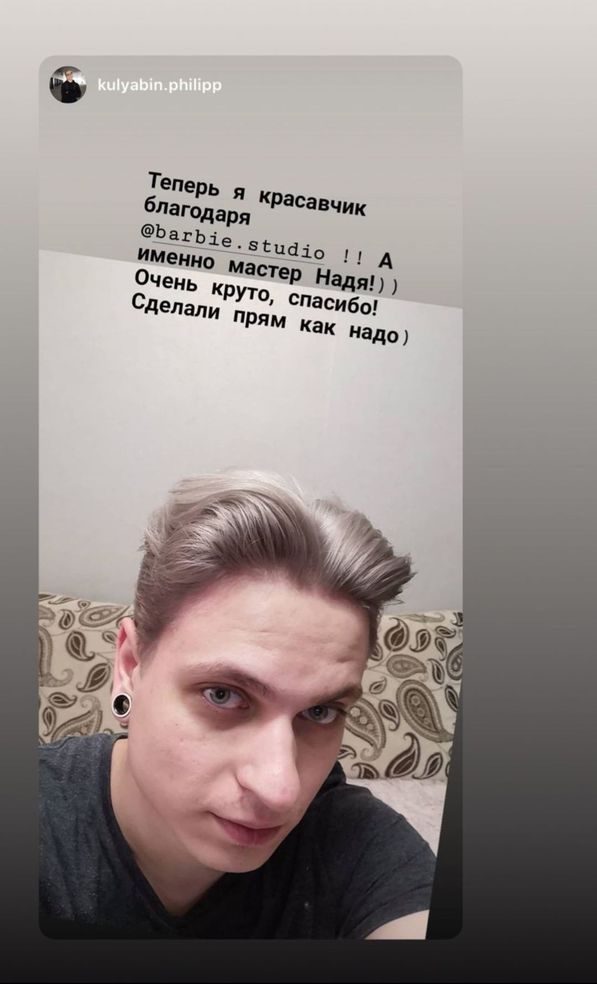 kulyabin.philipp
Теперь я красавчик
благодаря
@barbie.studio !! А
именно мастер Надя!))
Очень круто, спасибо!
Сделали прям как надо)